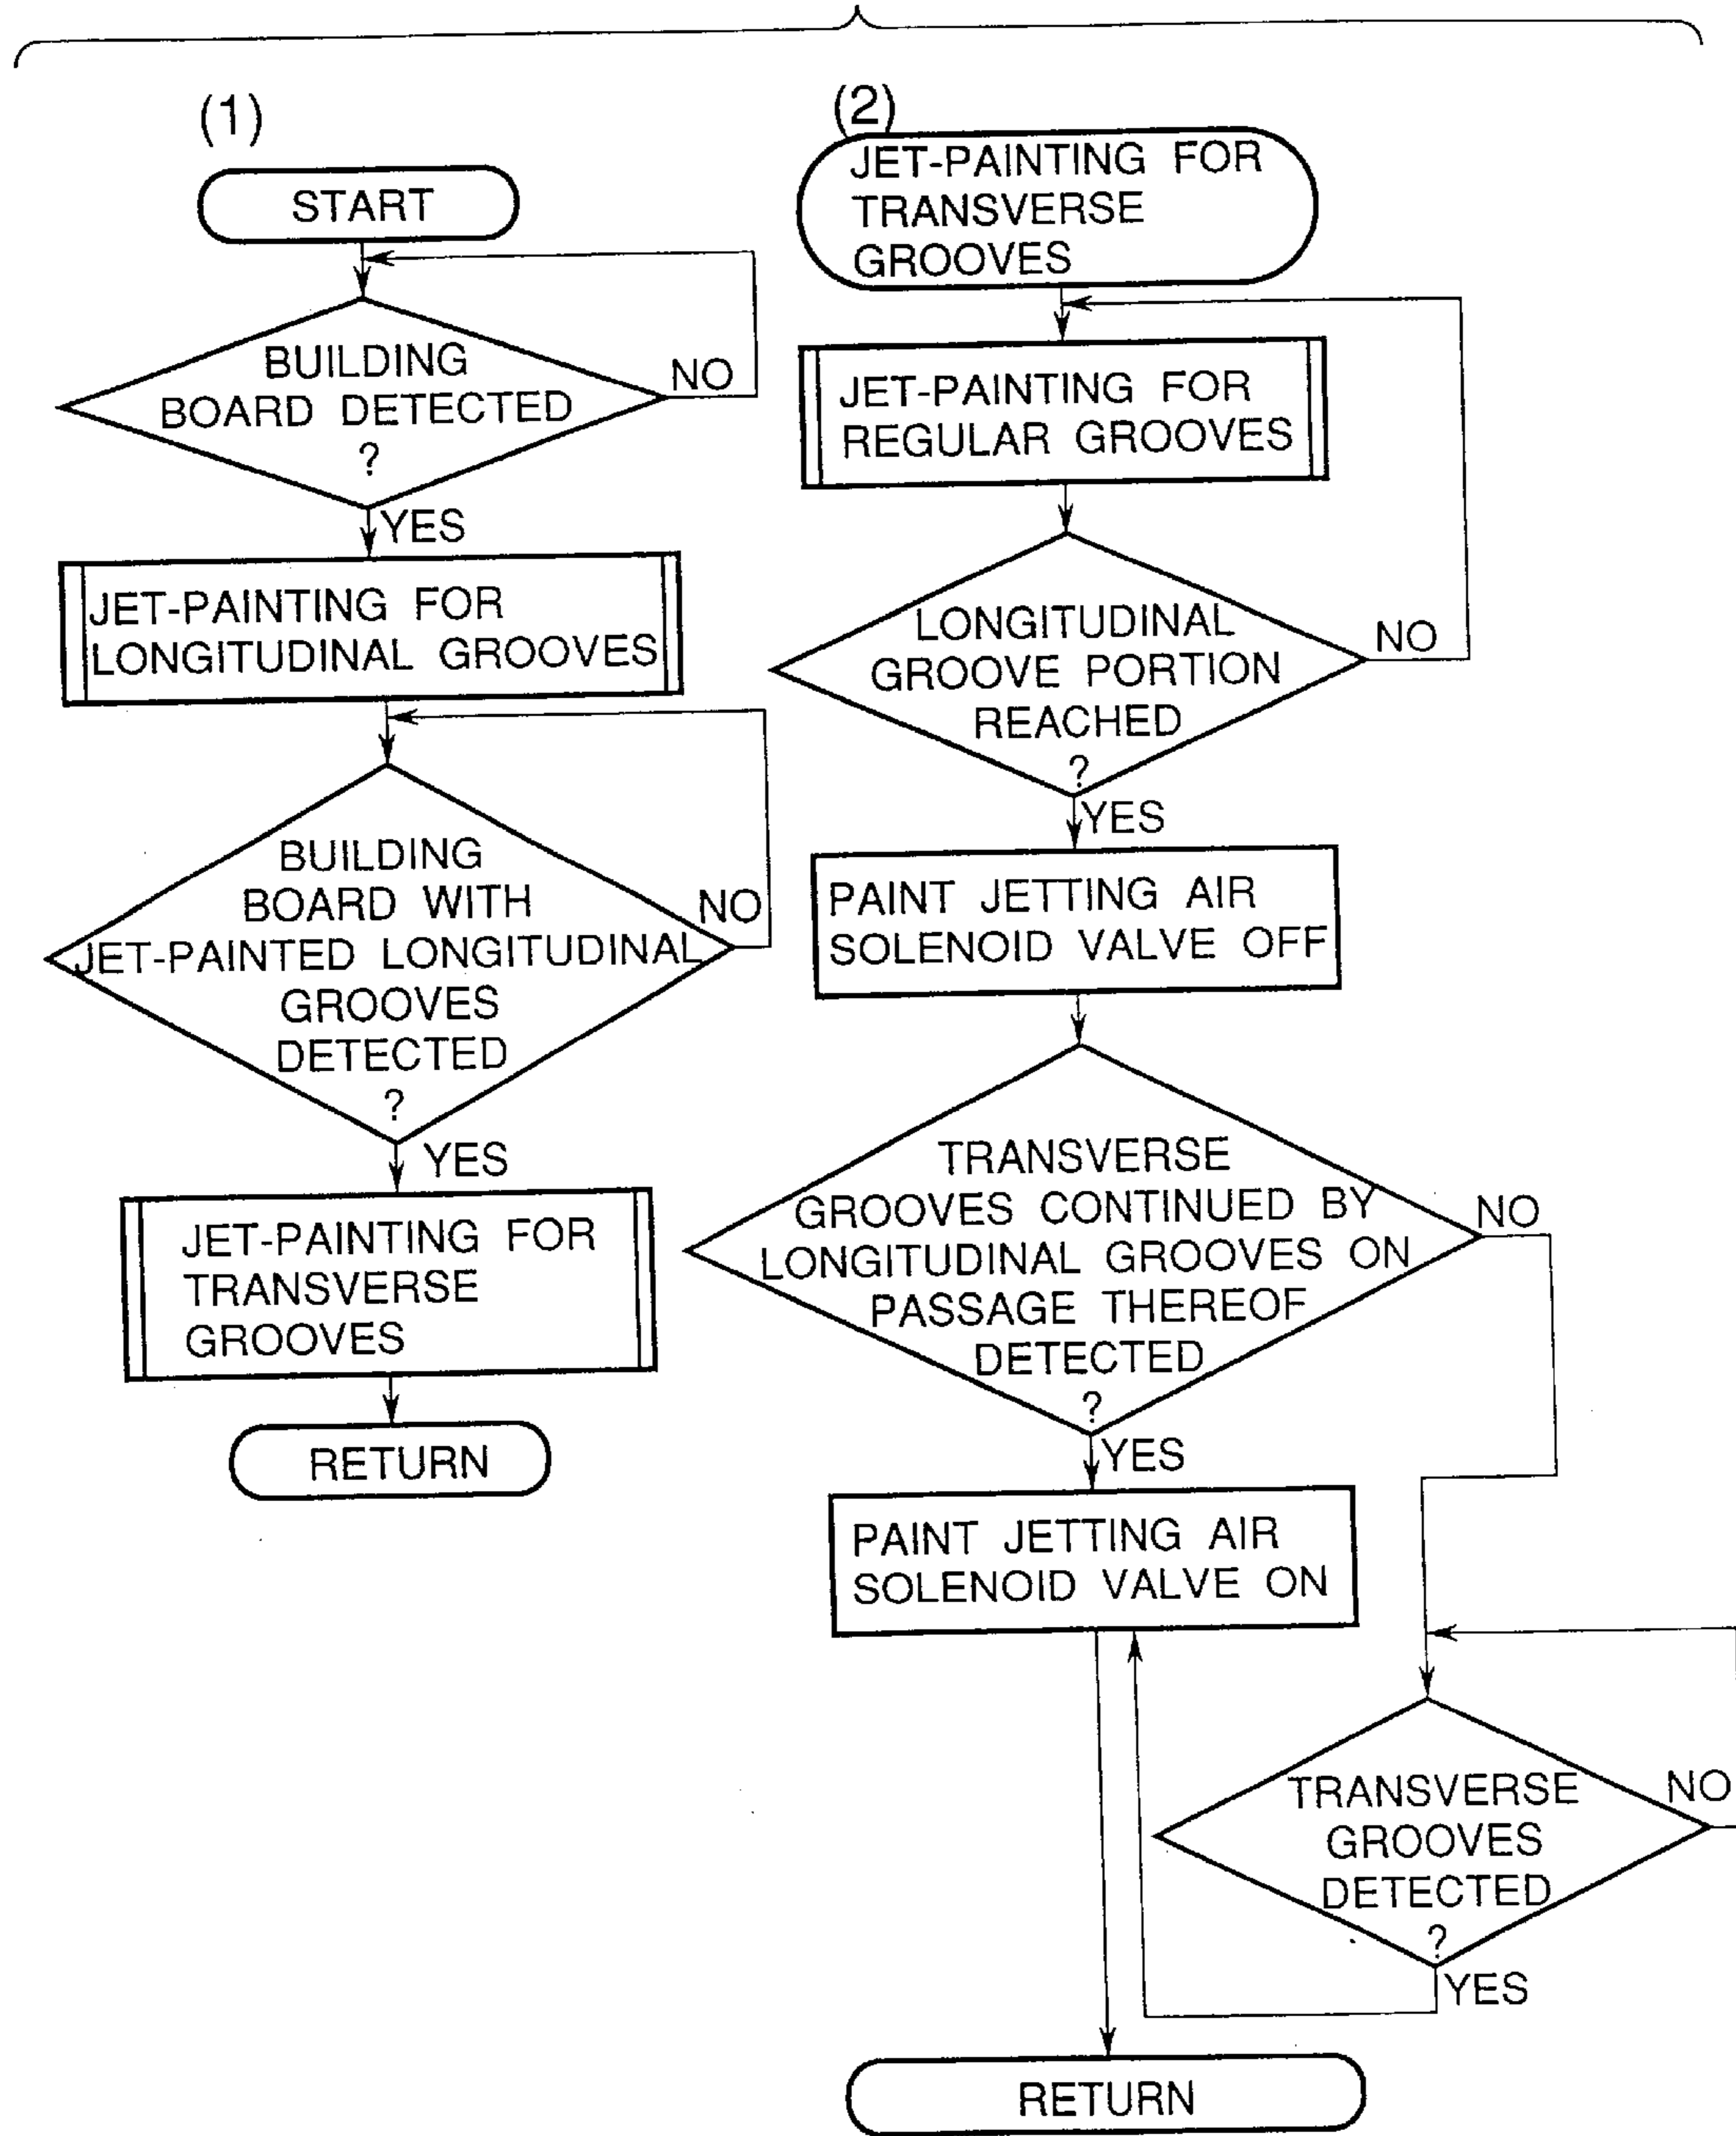 (1)
START
BUILDING
BOARD DETECTED
?
NO
YES
JET-PAINTING FOR
LONGITUDINAL GROOVES
BUILDING
BOARD WITH
JET-PAINTED LONGITUDINAL
GROOVES
DETECTED
?
NO
YES
JET-PAINTING FOR
TRANSVERSE
GROOVES
RETURN
(2)
JET-PAINTING FOR
TRANSVERSE
GROOVES
JET-PAINTING FOR
REGULAR GROOVES
LONGITUDINAL
GROOVE PORTION
REACHED
?
NO
YES
PAINT JETTING AIR
SOLENOID VALVE OFF
TRANSVERSE
GROOVES CONTINUED BY
LONGITUDINAL GROOVES ON
PASSAGE THEREOF
DETECTED
?
NO
YES
PAINT JETTING AIR
SOLENOID VALVE ON
TRANSVERSE
GROOVES
DETECTED
?
NO
YES
RETURN